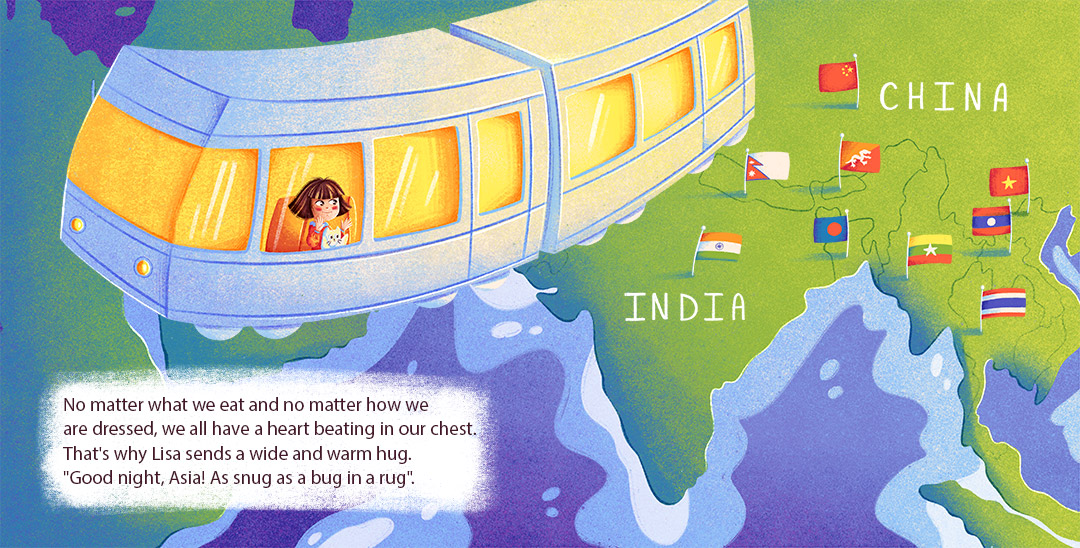 CHINA
INDIA
No matter what we eat and no matter how we
are dressed, we all have a heart beating in our chest.
That's why Lisa sends a wide and warm hug.
"Good night, Asia! As snug as a bug in a rug".